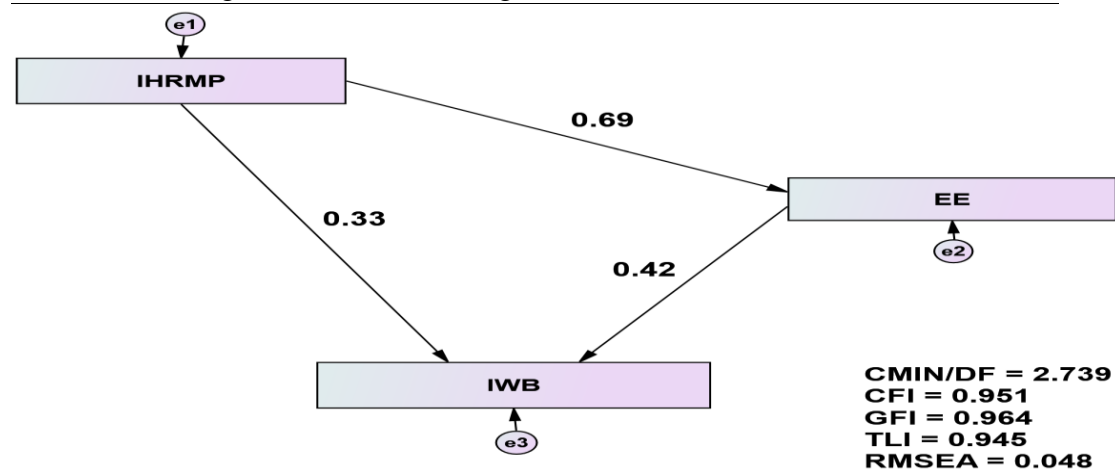 e1
IHRMP
0.69
EE
0.33
0.42
e2
IWB
e3
CMIN/DF = 2.739
CFI = 0.951
GFI = 0.964
TLI = 0.945
RMSEA = 0.048